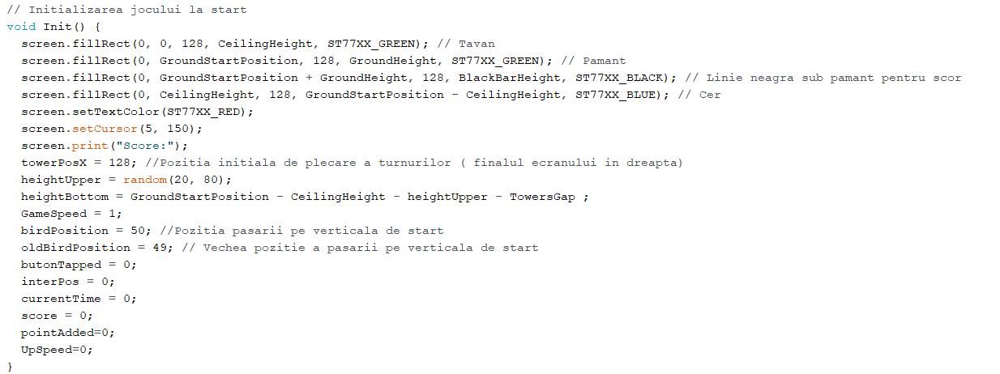 // Initializarea jocului la start
void Init() {
  screen.fillRect(0, 0, 128, CeilingHeight, ST77XX_GREEN); // Tavan
  screen.fillRect(0, GroundStartPosition, 128, GroundHeight, ST77XX_GREEN); // Pamant
  screen.fillRect(0, GroundStartPosition + GroundHeight, 128, BlackBarHeight, ST77XX_BLACK); // Linie neagra sub pamant pentru scor
  screen.fillRect(0, CeilingHeight, 128, GroundStartPosition - CeilingHeight, ST77XX_BLUE); // Cer
  screen.setTextColor(ST77XX_RED);
  screen.setCursor(5, 150);
  screen.print("Score:");
  towerPosX = 128; //Pozitia initiala de plecare a turnurilor ( finalul ecranului in dreapta)
  heightUpper = random(20, 80);
  heightBottom = GroundStartPosition - CeilingHeight - heightUpper - TowersGap ;
  GameSpeed = 1;
  birdPosition = 50; //Pozitia pasarii pe verticala de start
  oldBirdPosition = 49; // Vechea pozitie a pasarii pe verticala de start
  butonTapped = 0;
  interPos = 0;
  currentTime = 0;
  score = 0;
  pointAdded=0;
  UpSpeed=0;
}